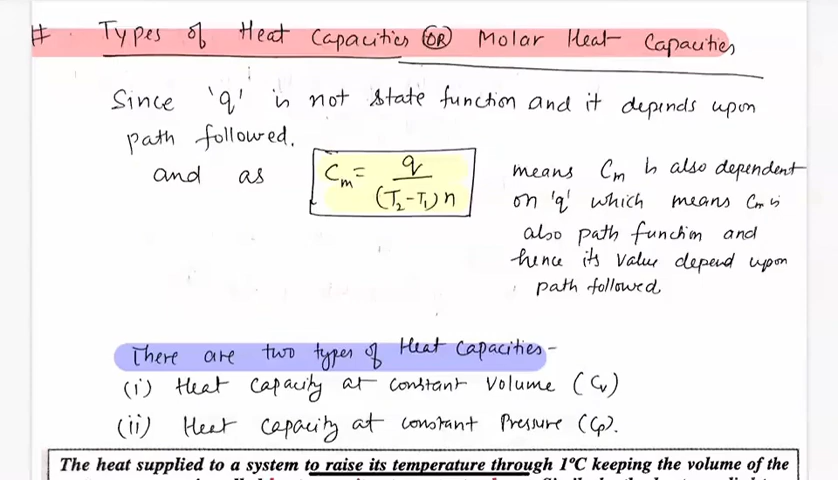 # Types of Heat Capacities OR Molar Heat Capacities
Since 'q' is not state function and it depends upon
path followed.
and as Cm = q / (T2-T1) n
means Cm is also dependent
on 'q' which means Cm is
also path function and
hence its value depend upon
path followed
There are two types of Heat Capacities-
(i) Heat Capacity at constant Volume (Cv)
(ii) Heat Capacity at constant Pressure (Cp).
The heat supplied to a system to raise its temperature through 1°C keeping the volume of the